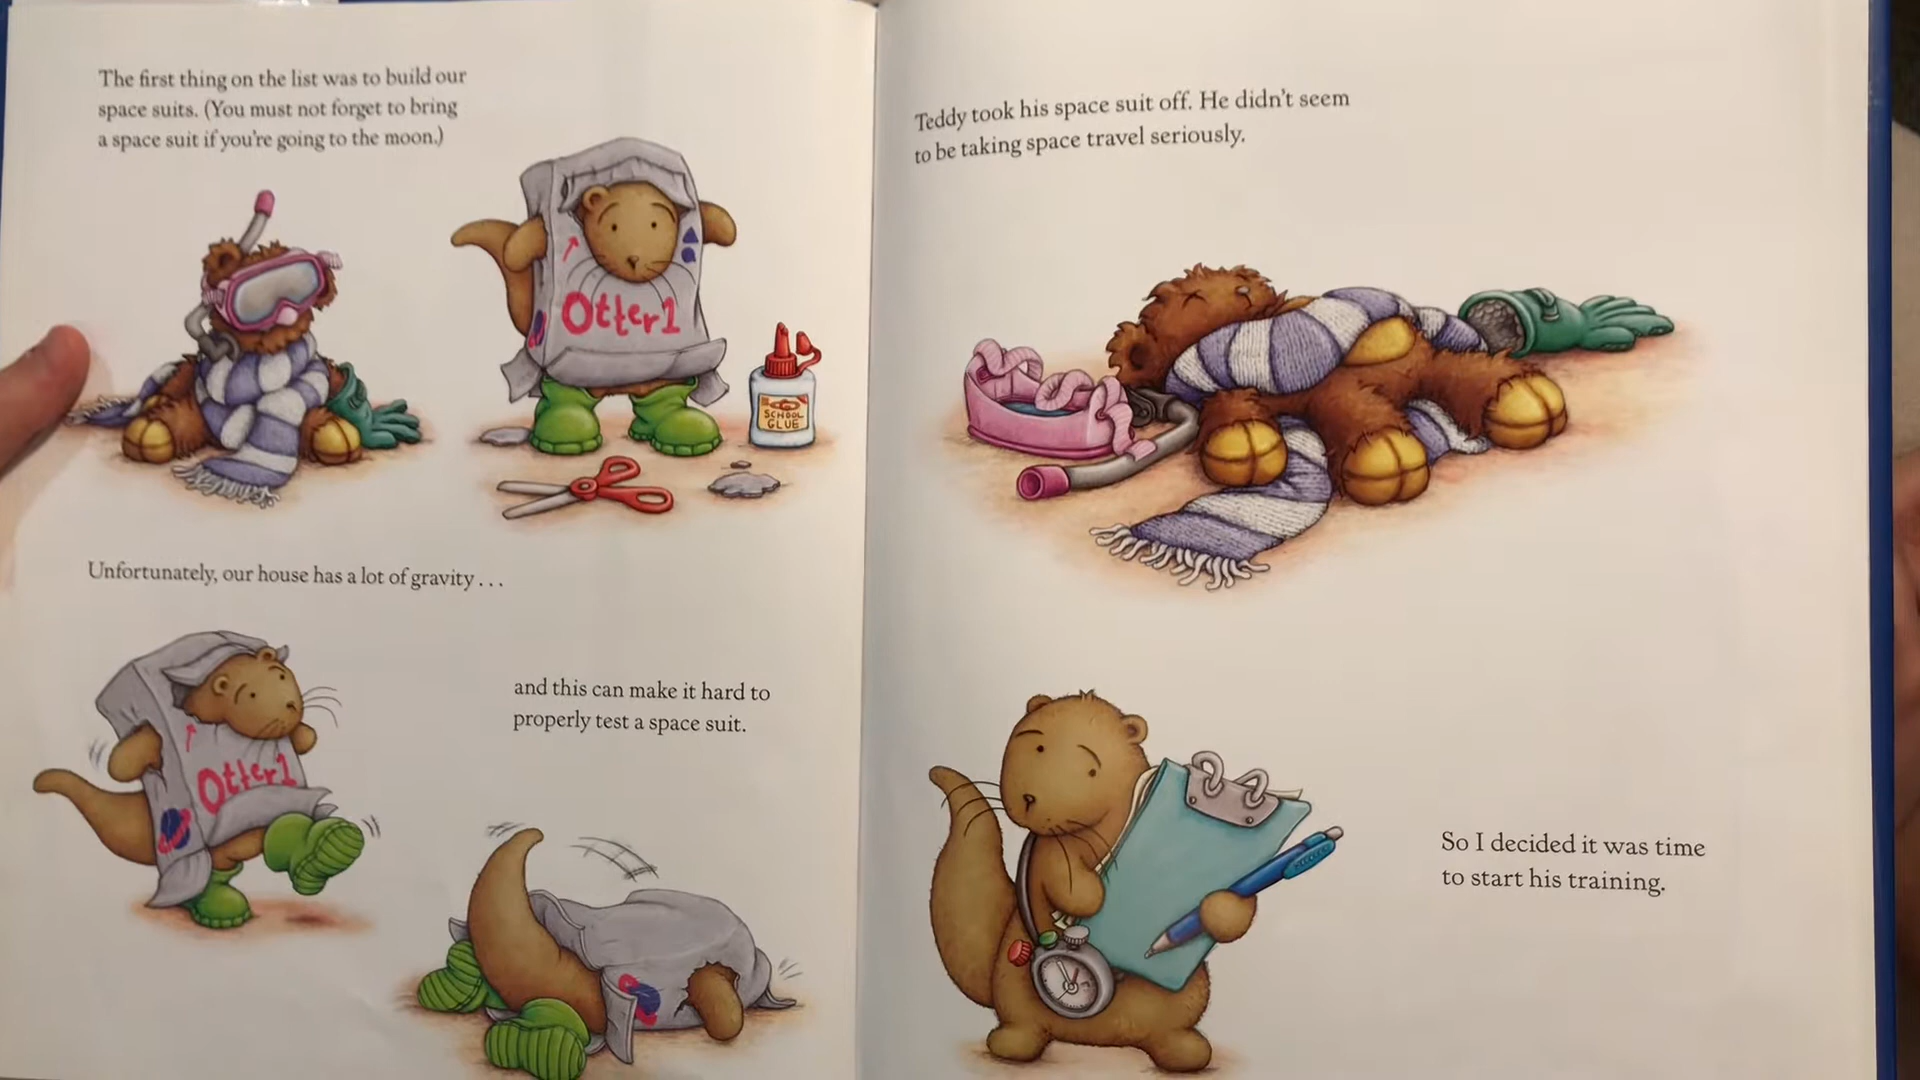 The first thing on the list was to build our
space suits. (You must not forget to bring
a space suit if you're going to the moon.)
Otter1
SCHOOL
GLUE
Unfortunately, our house has a lot of gravity...
Otter1
and this can make it hard to
properly test a space suit.
Teddy took his space suit off. He didn't seem
to be taking space travel seriously.
So I decided it was time
to start his training.